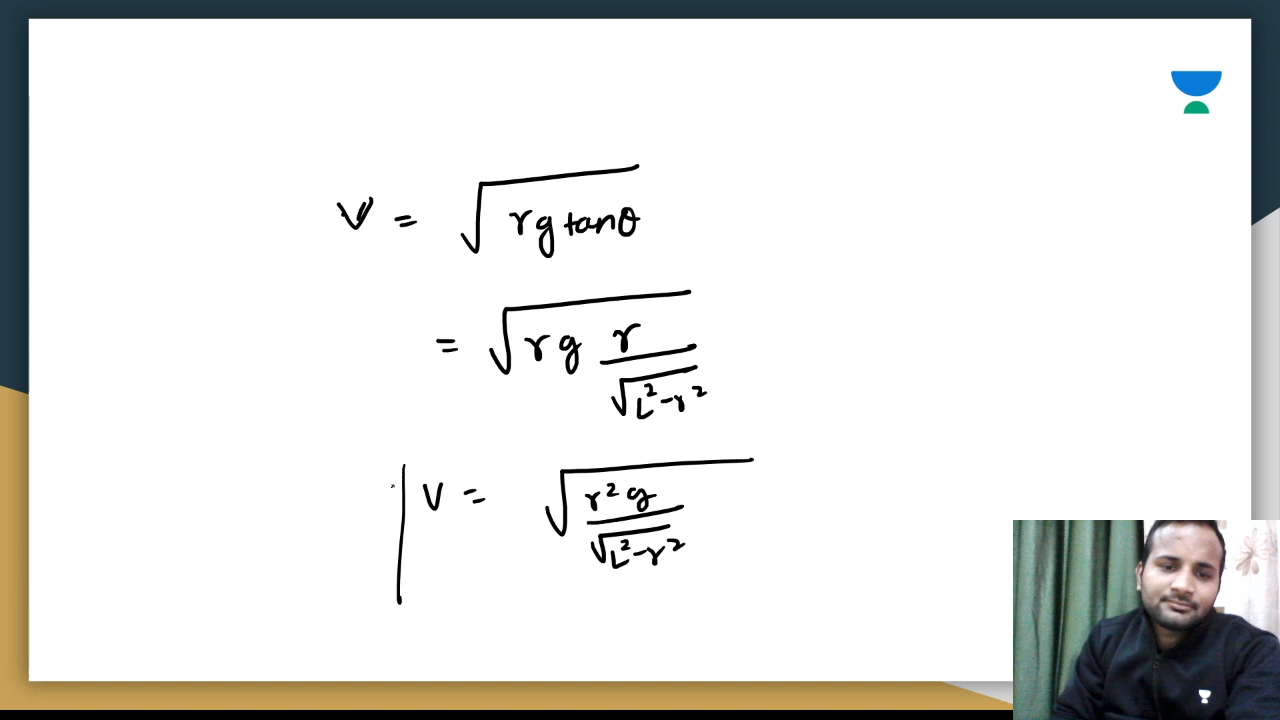 V = √(rg tanθ)
= √(rg r/√(L²-r²))
V = √(r²g/√(L²-r²))